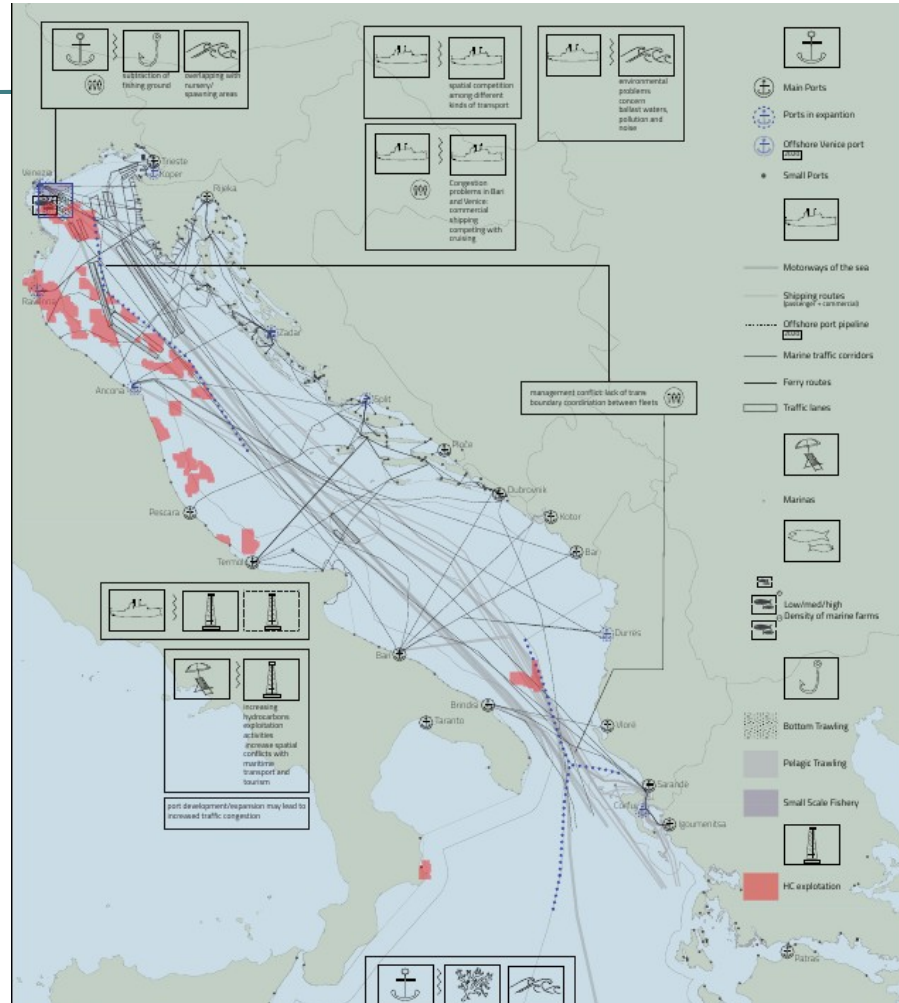 subtraction of
fishing ground
overlapping with
nursery/
spawning areas
spatial competition
among different
kinds of transport
environmental
problems
concern
ballast waters,
pollution and
noise
Congestion
problems in Bari
and Venice:
commercial
shipping
competing with
cruising
Main Ports
Ports in expantion
Offshore Venice port
Small Ports
Motorways of the sea
Shipping routes
(passenger + commercial)
Offshore port pipeline
Marine traffic corridors
Ferry routes
Traffic lanes
Marinas
Low/med/high
Density of marine farms
Bottom Trawling
Pelagic Trawling
Small Scale Fishery
HC explotation
Venezia
Trieste
Koper
Rijeka
Ravenna
Zadar
Ancona
Split
management conflict: lack of trans
boundary coordination between fleets
Ploče
Dubrovnik
Pescara
Kotor
Termoli
Bar
Bari
Durres
Brindisi
Taranto
Vlorë
Sarande
Corfu
Igoumenitsa
Patras
increasing
hydrocarbons
exploitation
activities
increase spatial
conflicts with
maritime
transport and
tourism
port development/expansion may lead to
increased traffic congestion